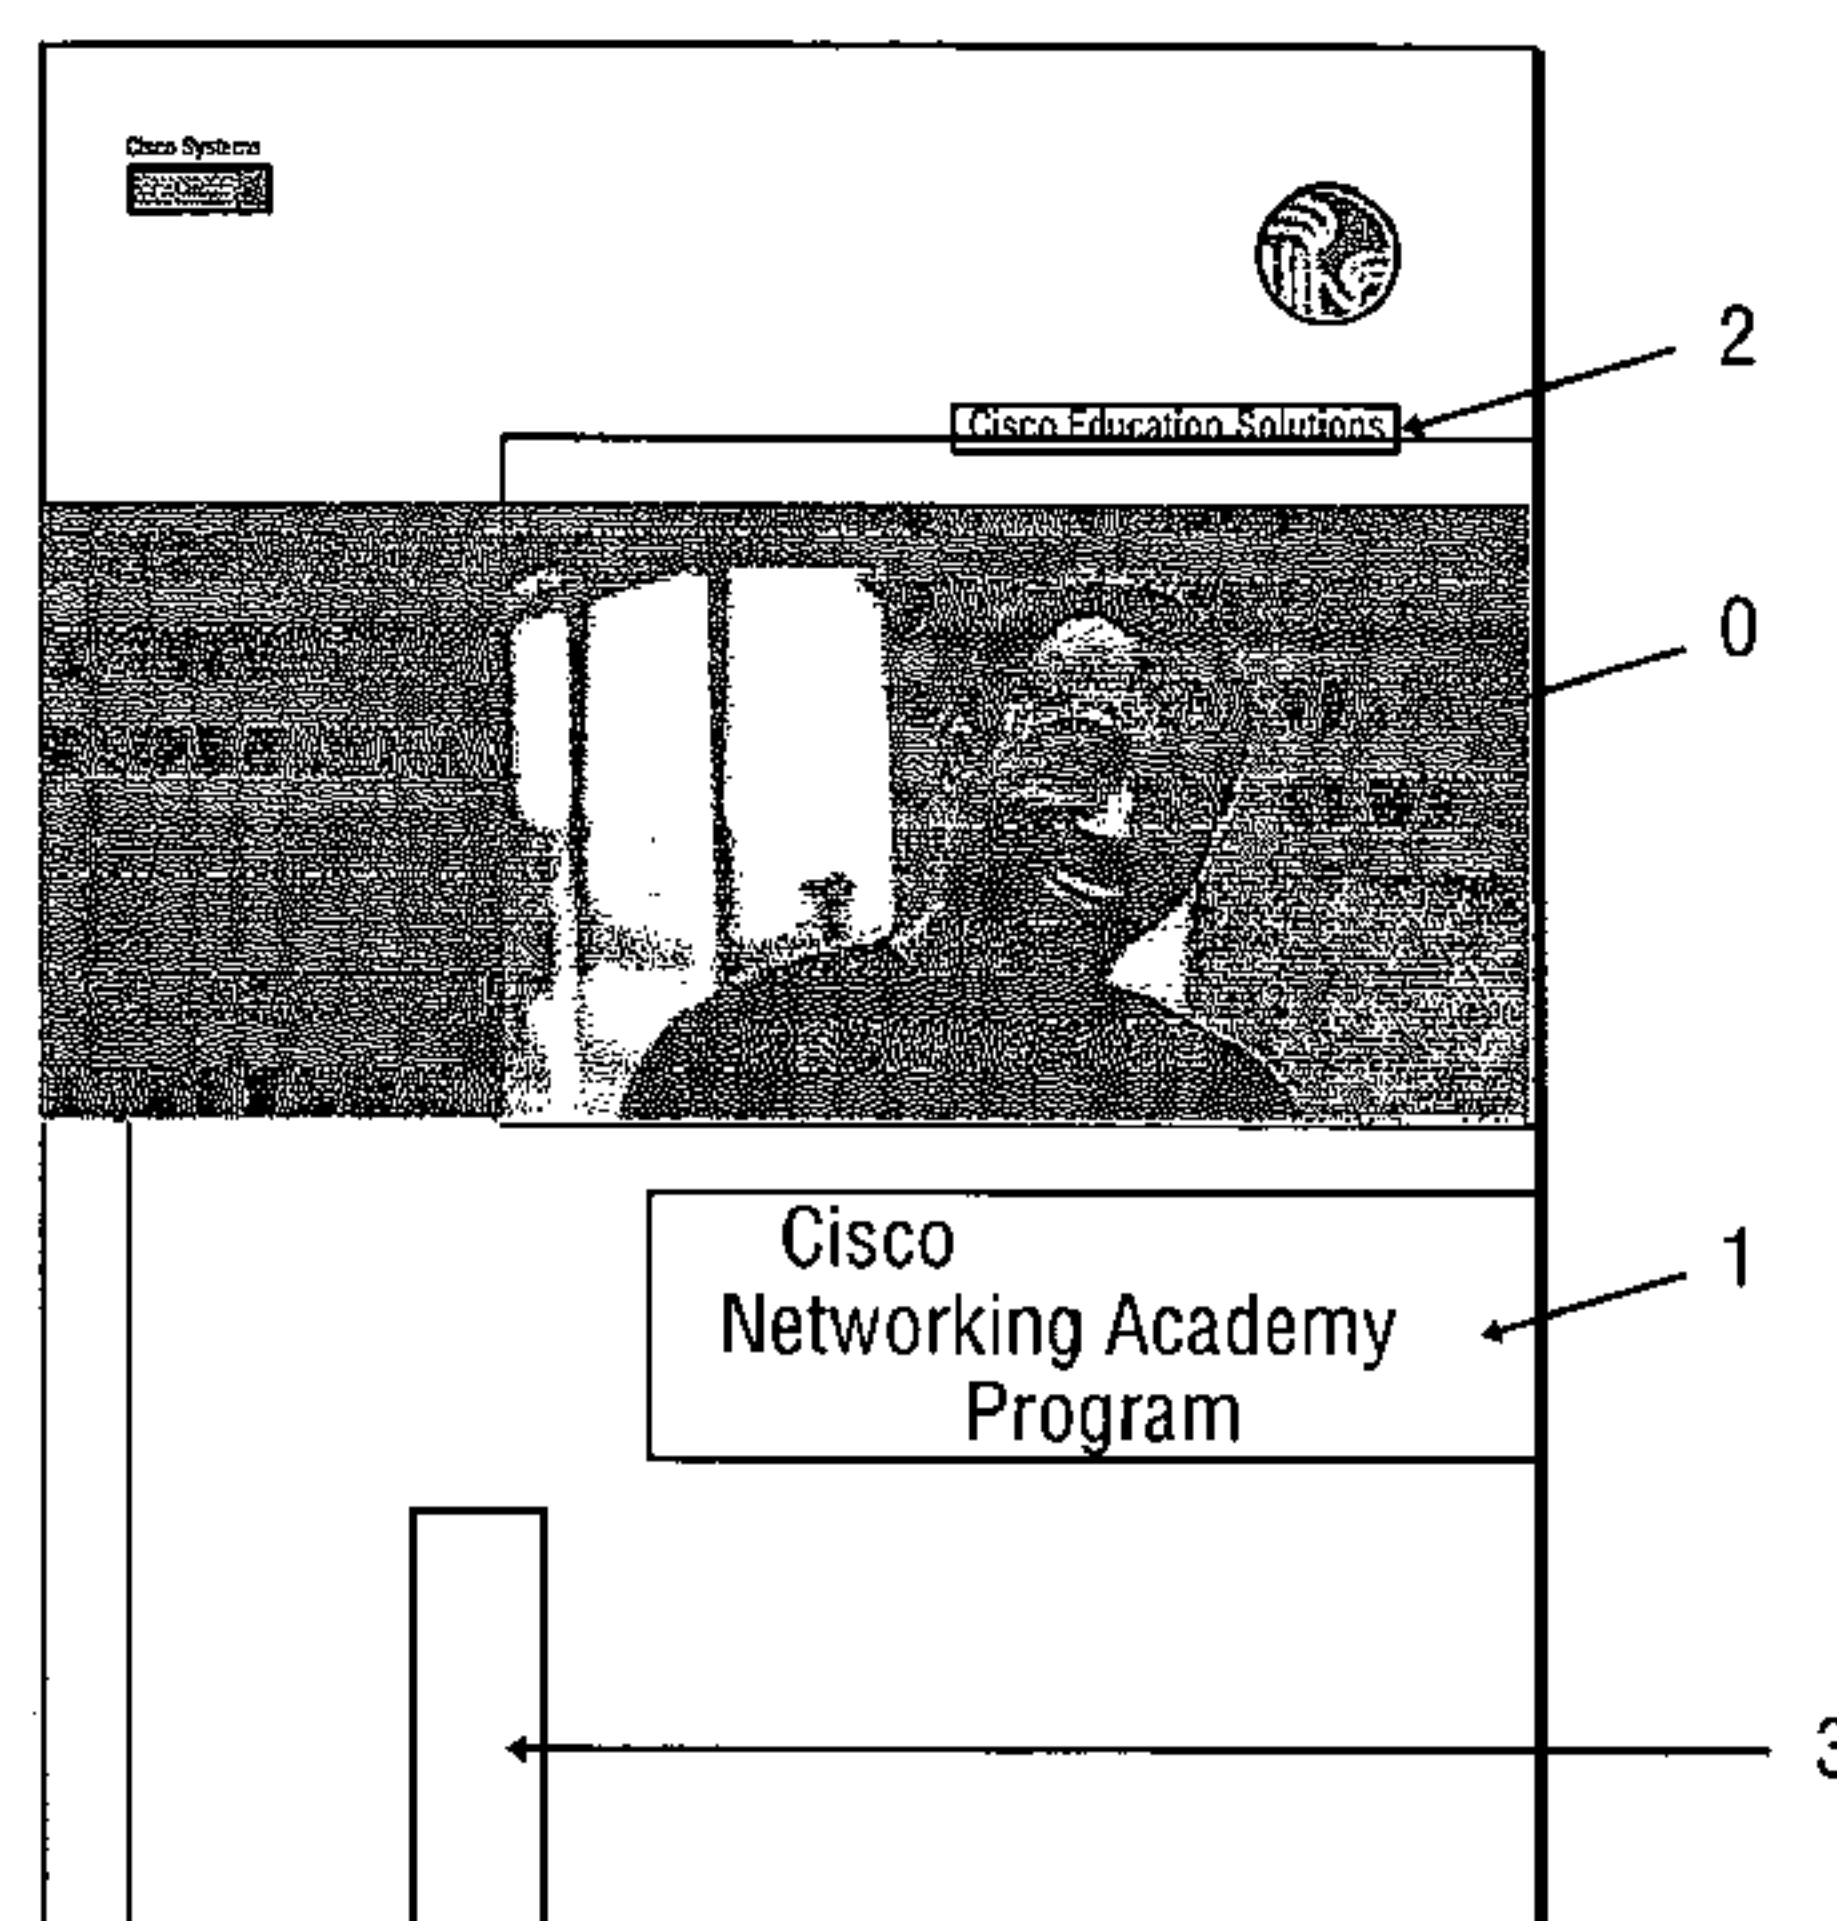 Cisco Systems
2
Cisco Education Solutions
0
Cisco
Networking Academy
Program
1
3